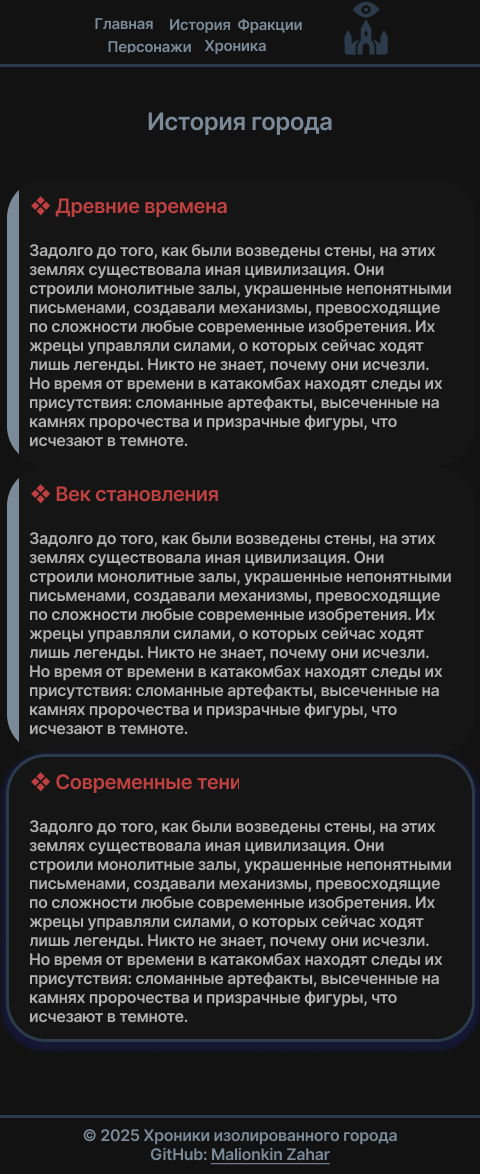 Главная История Фракции
Персонажи Хроника
История города
❖ Древние времена
Задолго до того, как были возведены стены, на этих
землях существовала иная цивилизация. Они
строили монолитные залы, украшенные непонятными
письменами, создавали механизмы, превосходящие
по сложности любые современные изобретения. Их
жрецы управляли силами, о которых сейчас ходят
лишь легенды. Никто не знает, почему они исчезли.
Но время от времени в катакомбах находят следы их
присутствия: сломанные артефакты, высеченные на
камнях пророчества и призрачные фигуры, что
исчезают в темноте.
❖ Век становления
Задолго до того, как были возведены стены, на этих
землях существовала иная цивилизация. Они
строили монолитные залы, украшенные непонятными
письменами, создавали механизмы, превосходящие
по сложности любые современные изобретения. Их
жрецы управляли силами, о которых сейчас ходят
лишь легенды. Никто не знает, почему они исчезли.
Но время от времени в катакомбах находят следы их
присутствия: сломанные артефакты, высеченные на
камнях пророчества и призрачные фигуры, что
исчезают в темноте.
❖ Современные тени
Задолго до того, как были возведены стены, на этих
землях существовала иная цивилизация. Они
строили монолитные залы, украшенные непонятными
письменами, создавали механизмы, превосходящие
по сложности любые современные изобретения. Их
жрецы управляли силами, о которых сейчас ходят
лишь легенды. Никто не знает, почему они исчезли.
Но время от времени в катакомбах находят следы их
присутствия: сломанные артефакты, высеченные на
камнях пророчества и призрачные фигуры, что
исчезают в темноте.
© 2025 Хроники изолированного города
GitHub: Malionkin Zahar